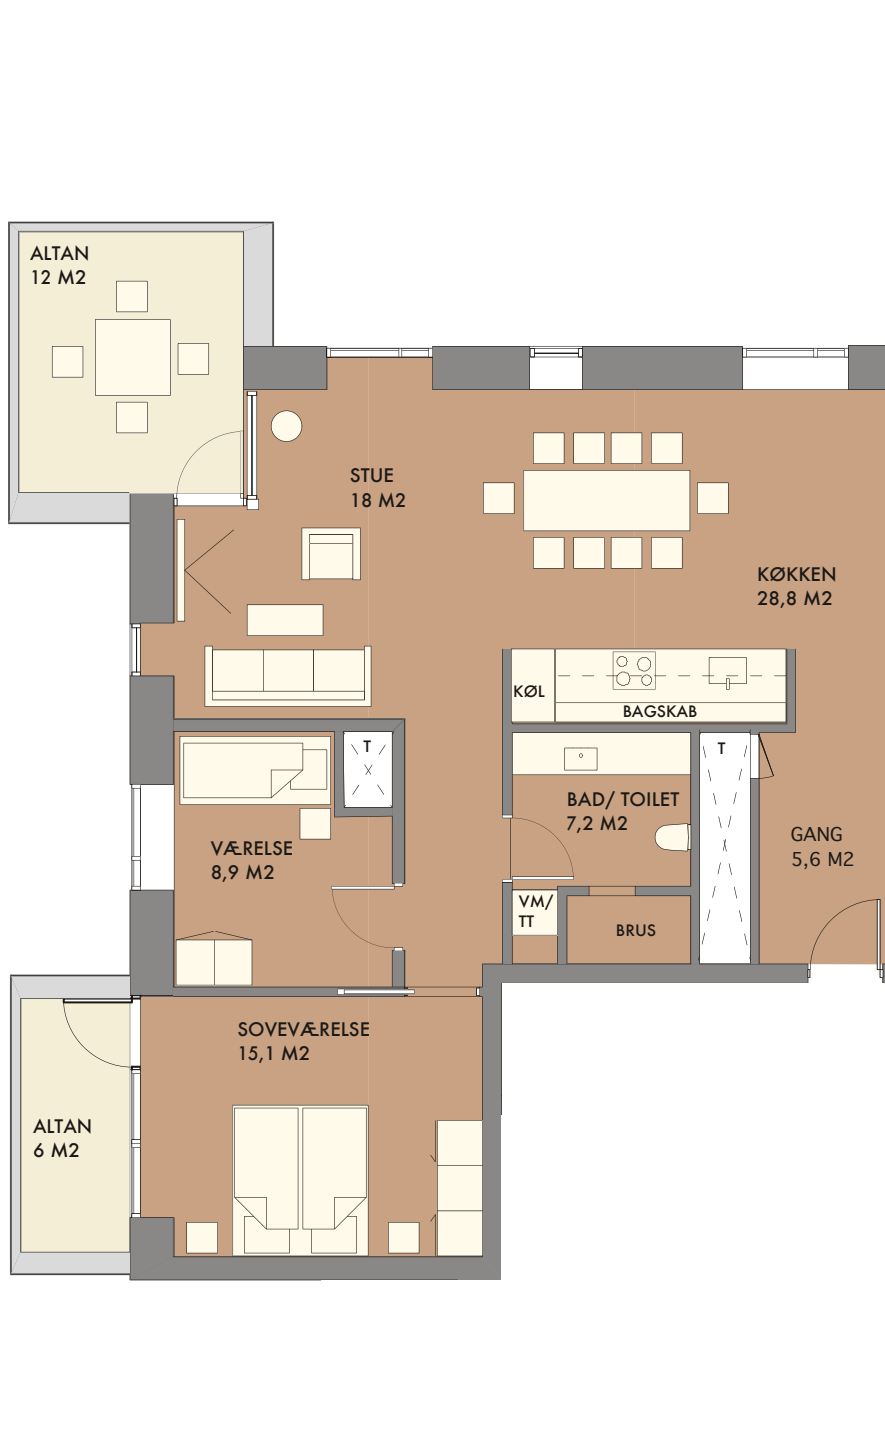 ALTAN
12 M2
STUE
18 M2
KØKKEN
28,8 M2
KØL
BAGSKAB
T
T
BAD/ TOILET
7,2 M2
GANG
5,6 M2
VÆRELSE
8,9 M2
VM/
TT
BRUS
SOVEVÆRELSE
15,1 M2
ALTAN
6 M2